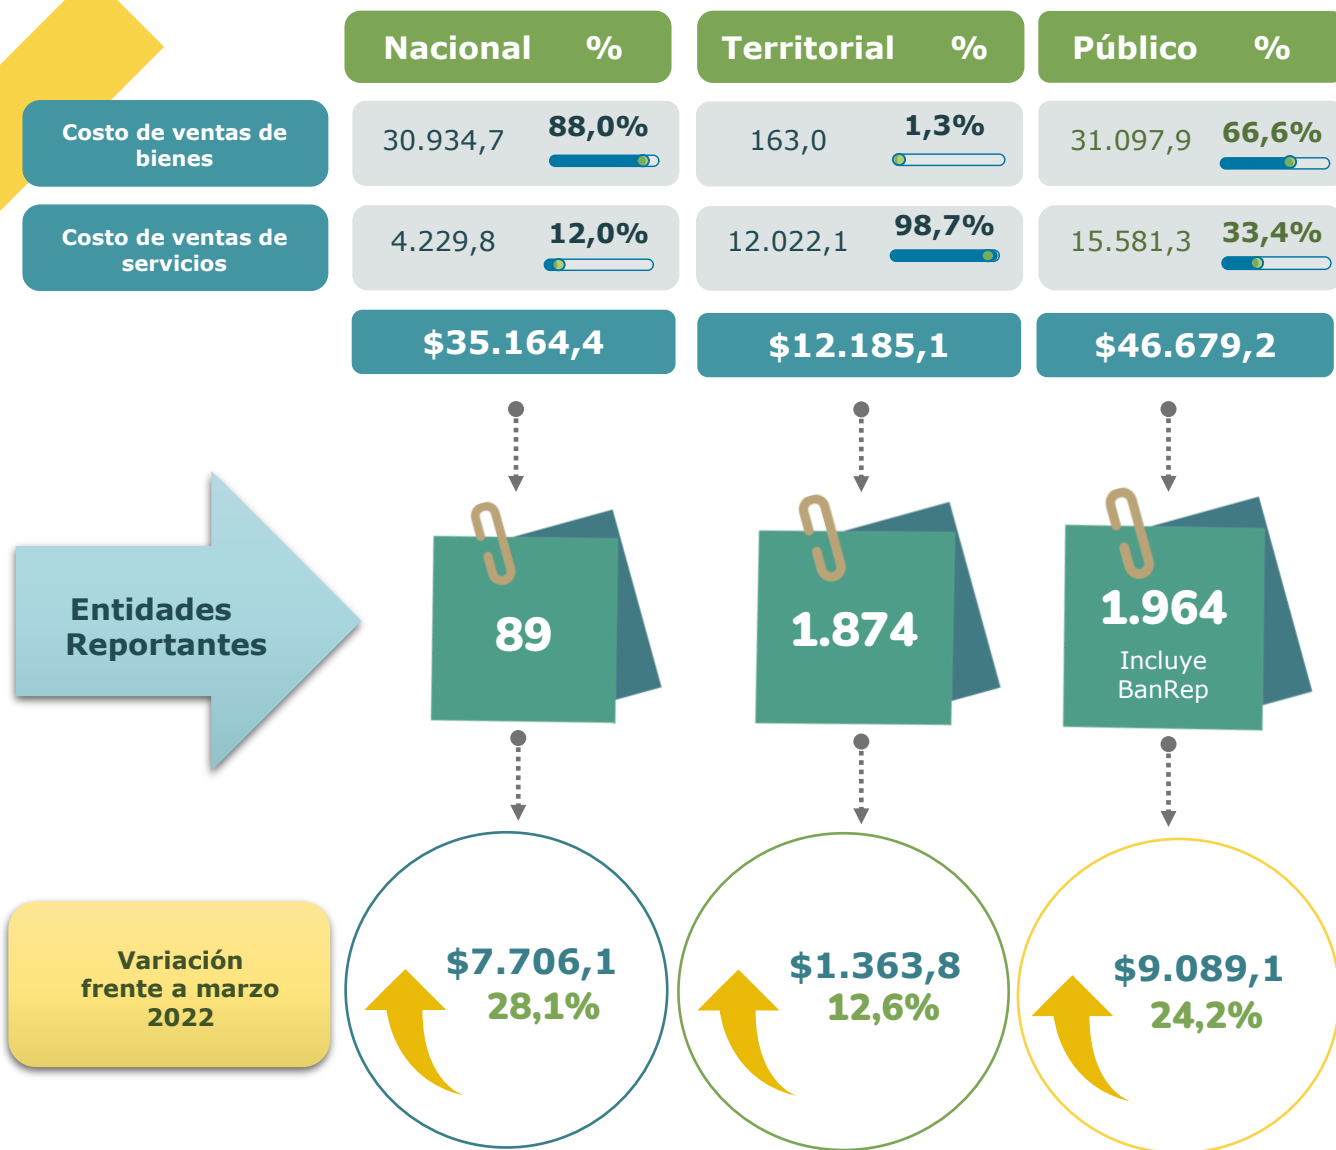 Nacional %
Territorial %
Público %
Costo de ventas de
bienes
30.934,7 88,0%
163,0 1,3%
31.097,9 66,6%
Costo de ventas de
servicios
4.229,8 12,0%
12.022,1 98,7%
15.581,3 33,4%
$35.164,4
$12.185,1
$46.679,2
Entidades
Reportantes
89
1.874
1.964
Incluye
BanRep
Variación
frente a marzo
2022
$7.706,1
28,1%
$1.363,8
12,6%
$9.089,1
24,2%